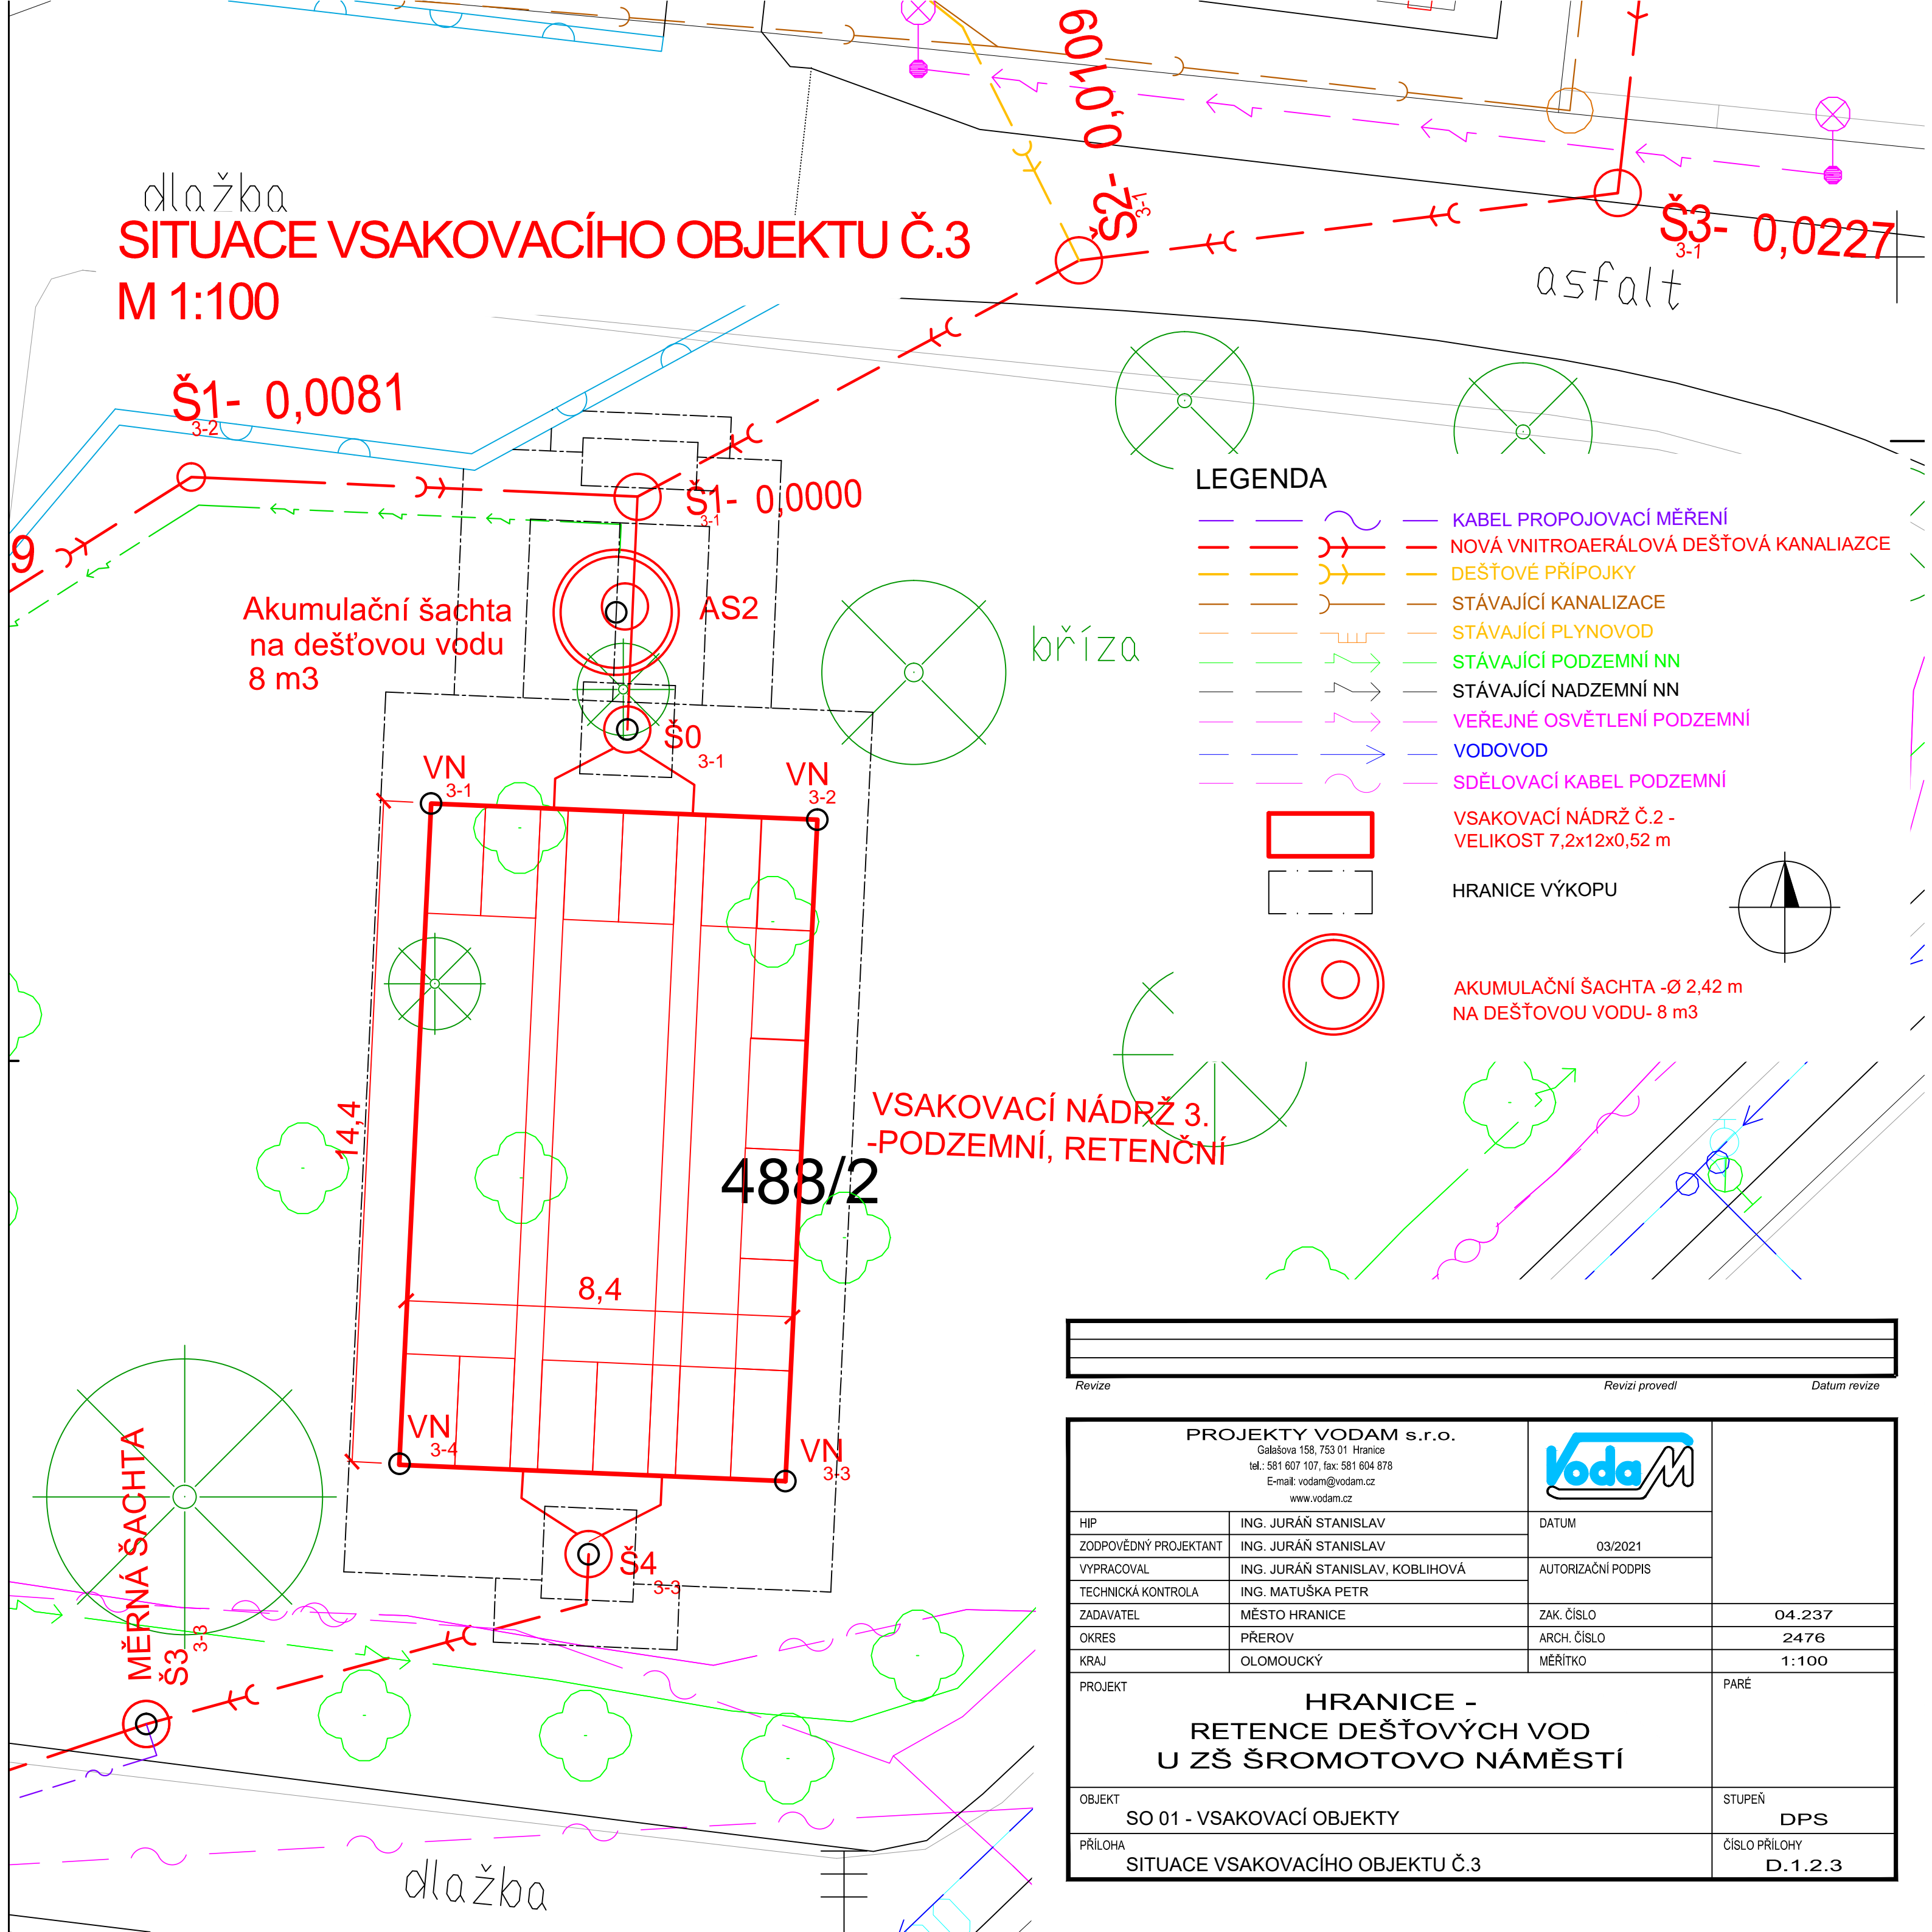 dlažba
SITUACE VSAKOVACÍHO OBJEKTU Č.3
M 1:100
Š2- 0,0109
3-1
Š3- 0,0227
3-1
asfalt
Š1- 0,0081
3-2
Š1- 0,0000
3-1
9
Akumulační šachta
na dešťovou vodu
8 m3
AS2
bříza
Š0
3-1
VN
3-1
VN
3-2
14,4
8,4
VSAKOVACÍ NÁDRŽ 3.
-PODZEMNÍ, RETENČNÍ
488/2
VN
3-4
VN
3-3
Š4
3-3
MĚRNÁ ŠACHTA
Š3
3-3
dlažba
LEGENDA
KABEL PROPOJOVACÍ MĚŘENÍ
NOVÁ VNITROAERÁLOVÁ DEŠŤOVÁ KANALIAZCE
DEŠŤOVÉ PŘÍPOJKY
STÁVAJÍCÍ KANALIZACE
STÁVAJÍCÍ PLYNOVOD
STÁVAJÍCÍ PODZEMNÍ NN
STÁVAJÍCÍ NADZEMNÍ NN
VEŘEJNÉ OSVĚTLENÍ PODZEMNÍ
VODOVOD
SDĚLOVACÍ KABEL PODZEMNÍ
VSAKOVACÍ NÁDRŽ Č.2 -
VELIKOST 7,2x12x0,52 m
HRANICE VÝKOPU
AKUMULAČNÍ ŠACHTA -Ø 2,42 m
NA DEŠŤOVOU VODU- 8 m3
Revize Revizi provedl Datum revize
PROJEKTY VODAM s.r.o.
Galašova 158, 753 01 Hranice
tel.: 581 607 107, fax: 581 604 878
E-mail: vodam@vodam.cz
www.vodam.cz
VodaM
HIP ING. JURÁŇ STANISLAV DATUM
ZODPOVĚDNÝ PROJEKTANT ING. JURÁŇ STANISLAV 03/2021
VYPRACOVAL ING. JURÁŇ STANISLAV, KOBLIHOVÁ AUTORIZAČNÍ PODPIS
TECHNICKÁ KONTROLA ING. MATUŠKA PETR
ZADAVATEL MĚSTO HRANICE ZAK. ČÍSLO 04.237
OKRES PŘEROV ARCH. ČÍSLO 2476
KRAJ OLOMOUCKÝ MĚŘÍTKO 1:100
PROJEKT PARÉ
HRANICE -
RETENCE DEŠŤOVÝCH VOD
U ZŠ ŠROMOTOVO NÁMĚSTÍ
OBJEKT STUPEŇ
SO 01 - VSAKOVACÍ OBJEKTY DPS
PŘÍLOHA ČÍSLO PŘÍLOHY
SITUACE VSAKOVACÍHO OBJEKTU Č.3 D.1.2.3